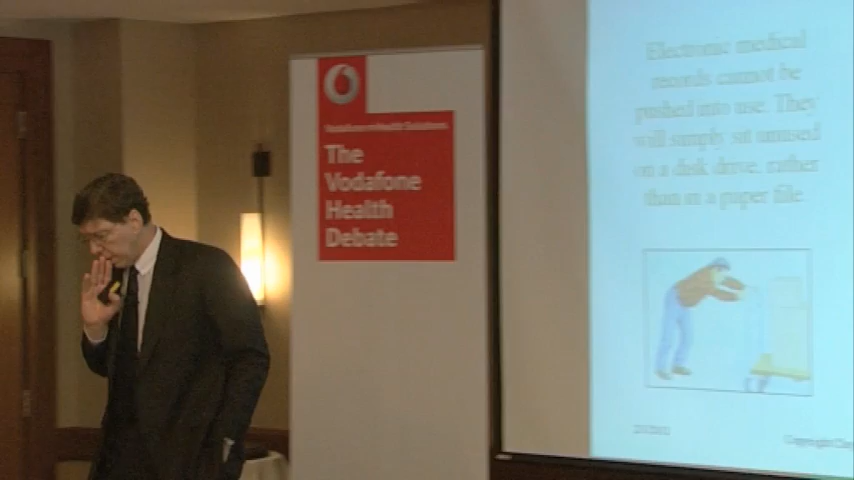 The
Vodafone
Health
Debate
Electronic medical
records cannot be
pushed into use. They
will simply sit unused
on a disk drive, rather
than in a paper file.
Copyright